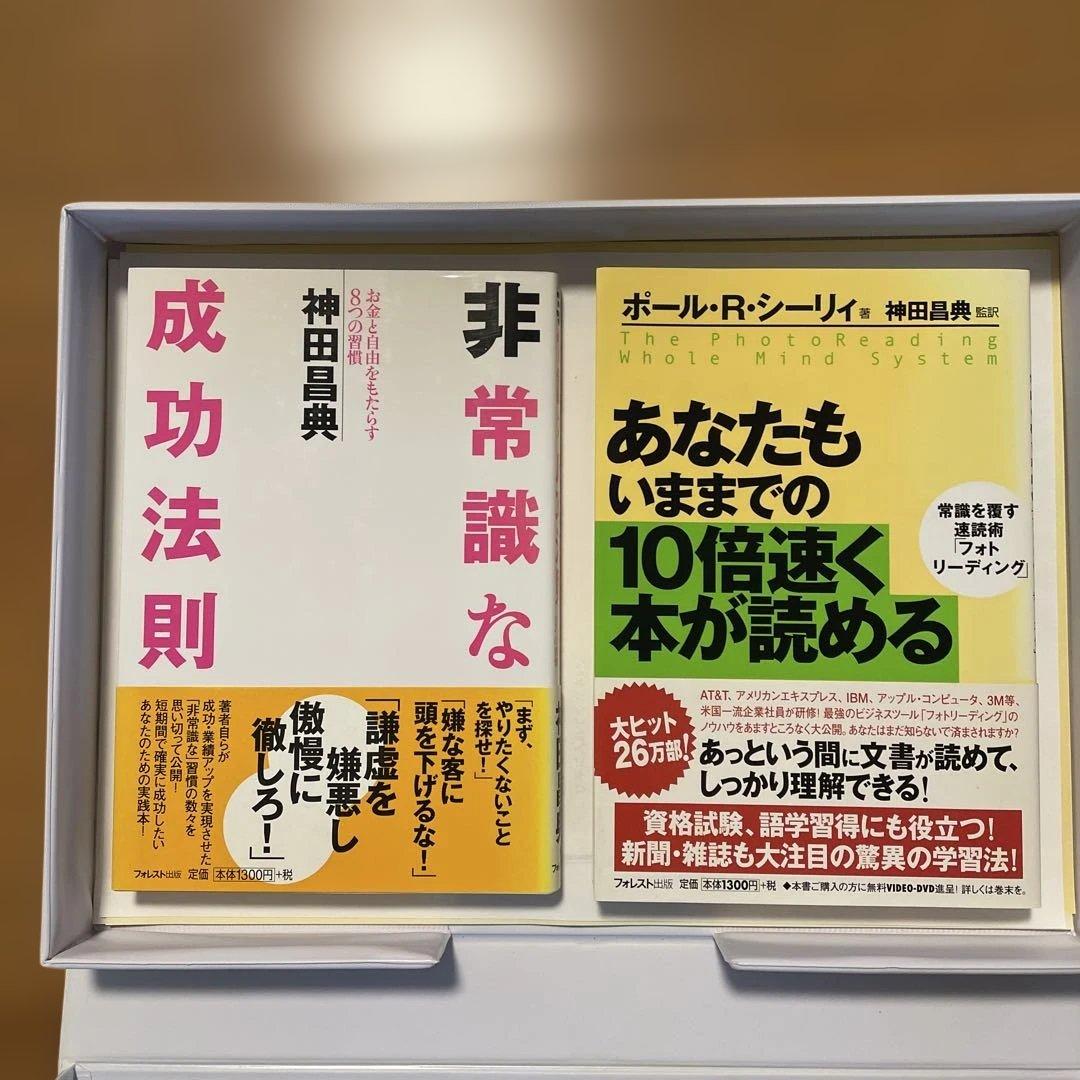 非常識な
成功法則
お金と自由をもたらす
8つの習慣
神田昌典
「まず、
やりたくないこと
を探せ!」
「嫌な客に
頭を下げるな!」
「謙虚を
嫌悪し
傲慢に
徹しろ!」
著者自らが
成功・業績アップを実現させた
「非常識な」習慣の数々を
思い切って公開!
短期間で確実に成功したい
あなたのための実践本!
フォレスト出版 定価 本体1300円+税
ポール・R・シーリィ 著 神田昌典 監訳
The PhotoReading
Whole Mind System
あなたも
いままでの
10倍速く
本が読める
常識を覆す
速読術
「フォト
リーディング」
大ヒット
26万部!
AT&T、アメリカンエキスプレス、IBM、アップル・コンピュータ、3M等、
米国一流企業社員が研修! 最強のビジネスツール「フォトリーディング」の
ノウハウをあますところなく大公開。あなたはまだ知らないで済まされますか?
あっという間に文書が読めて、
しっかり理解できる!
資格試験、語学習得にも役立つ!
新聞・雑誌も大注目の驚異の学習法!
フォレスト出版 定価 本体1300円+税 ◆本書ご購入の方に無料VIDEO-DVD進呈! 詳しくは巻末を。